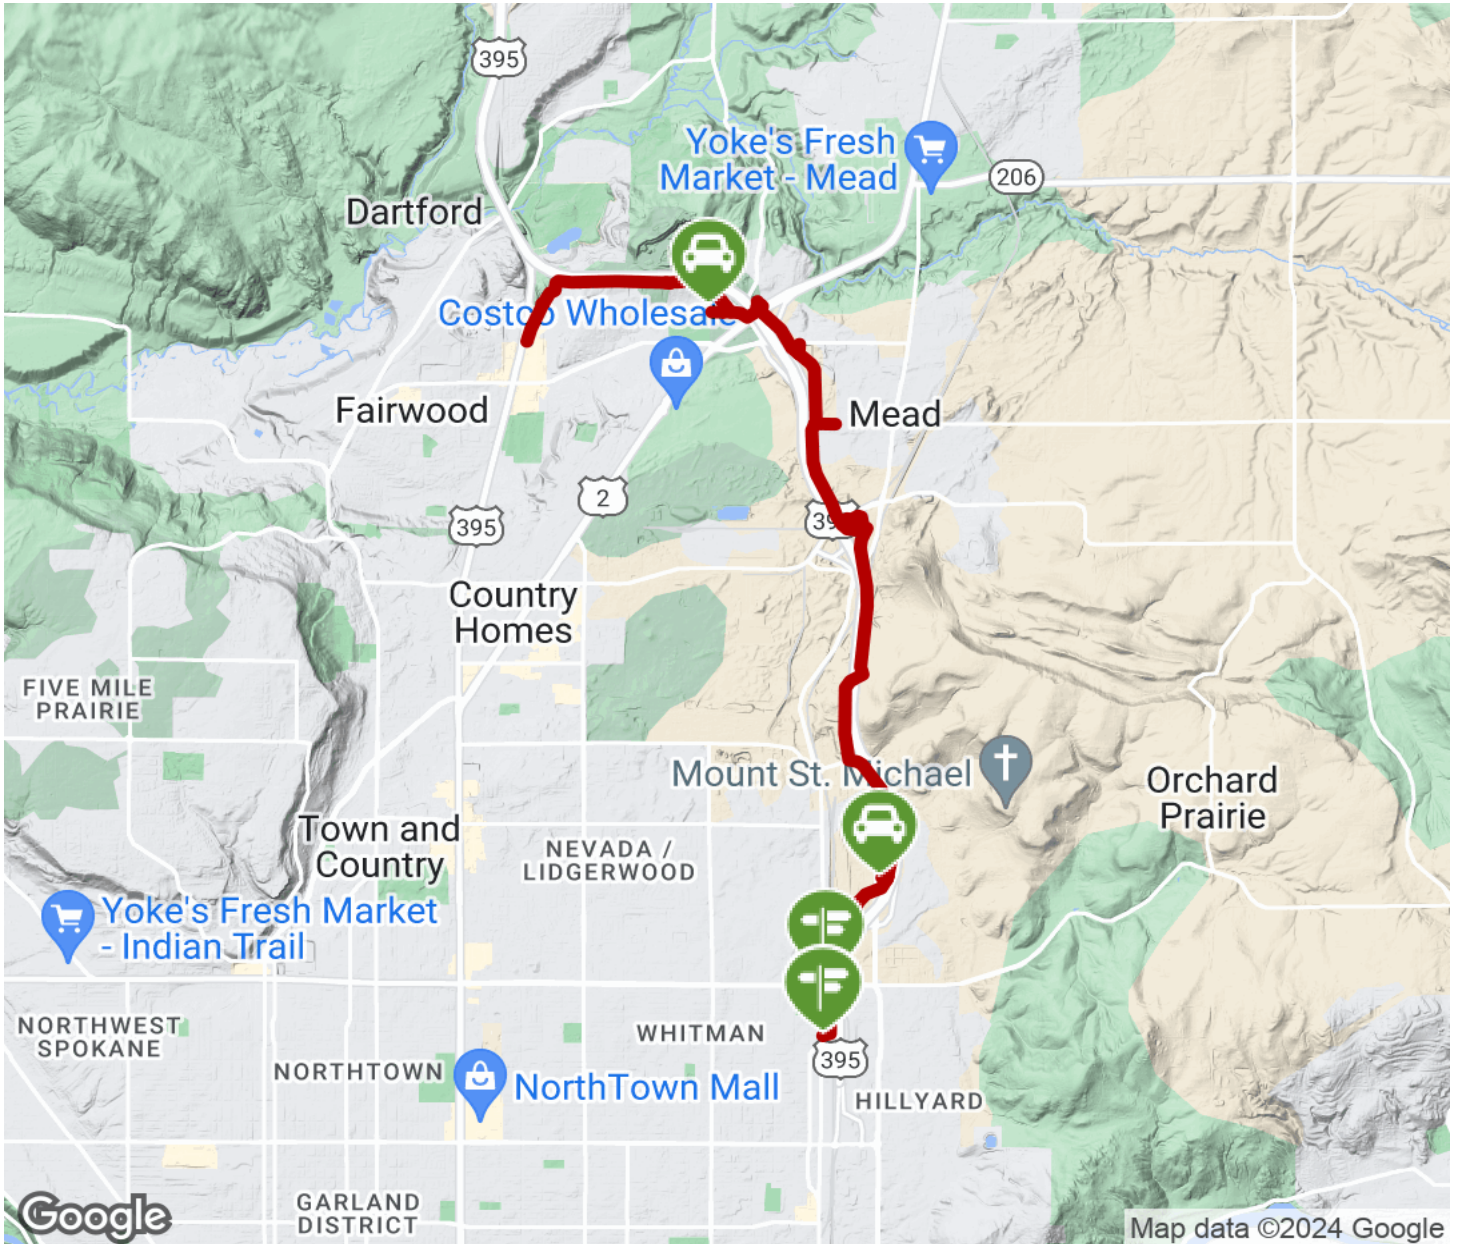 395
Yoke's Fresh
Market - Mead
206
Dartford
Costco Wholesale
Fairwood
Mead
2
395
395
Country
Homes
FIVE MILE
PRAIRIE
Mount St. Michael
Orchard
Prairie
Town and
Country
NEVADA /
LIDGERWOOD
Yoke's Fresh Market
- Indian Trail
NORTHWEST
SPOKANE
WHITMAN
395
NORTHTOWN
NorthTown Mall
HILLYARD
GARLAND
DISTRICT
Google
Map data ©2024 Google